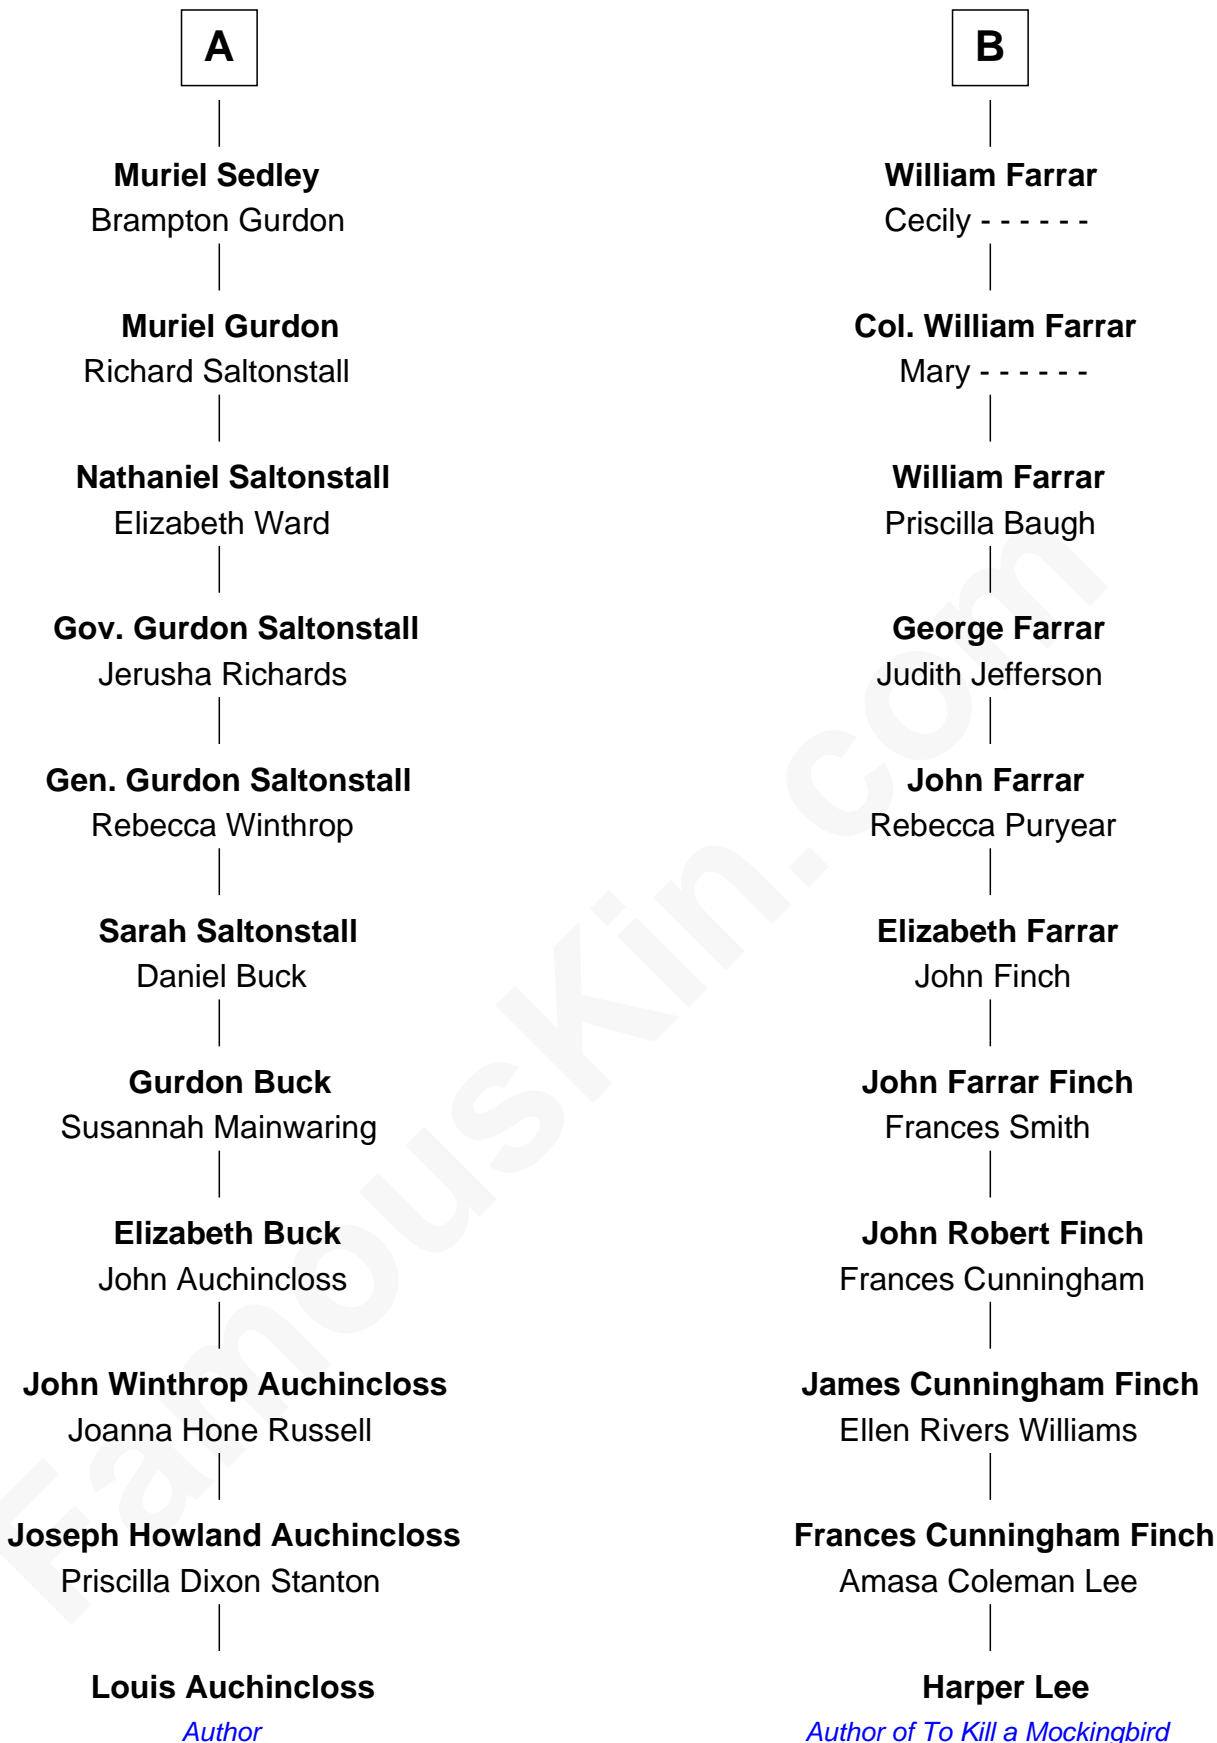 A
Muriel Sedley
Brampton Gurdon
Muriel Gurdon
Richard Saltonstall
Nathaniel Saltonstall
Elizabeth Ward
Gov. Gurdon Saltonstall
Jerusha Richards
Gen. Gurdon Saltonstall
Rebecca Winthrop
Sarah Saltonstall
Daniel Buck
Gurdon Buck
Susannah Mainwaring
Elizabeth Buck
John Auchincloss
John Winthrop Auchincloss
Joanna Hone Russell
Joseph Howland Auchincloss
Priscilla Dixon Stanton
Louis Auchincloss
Author
B
William Farrar
Cecily - - - - - -
Col. William Farrar
Mary - - - - - -
William Farrar
Priscilla Baugh
George Farrar
Judith Jefferson
John Farrar
Rebecca Puryear
Elizabeth Farrar
John Finch
John Farrar Finch
Frances Smith
John Robert Finch
Frances Cunningham
James Cunningham Finch
Ellen Rivers Williams
Frances Cunningham Finch
Amasa Coleman Lee
Harper Lee
Author of To Kill a Mockingbird
FamousKin.com